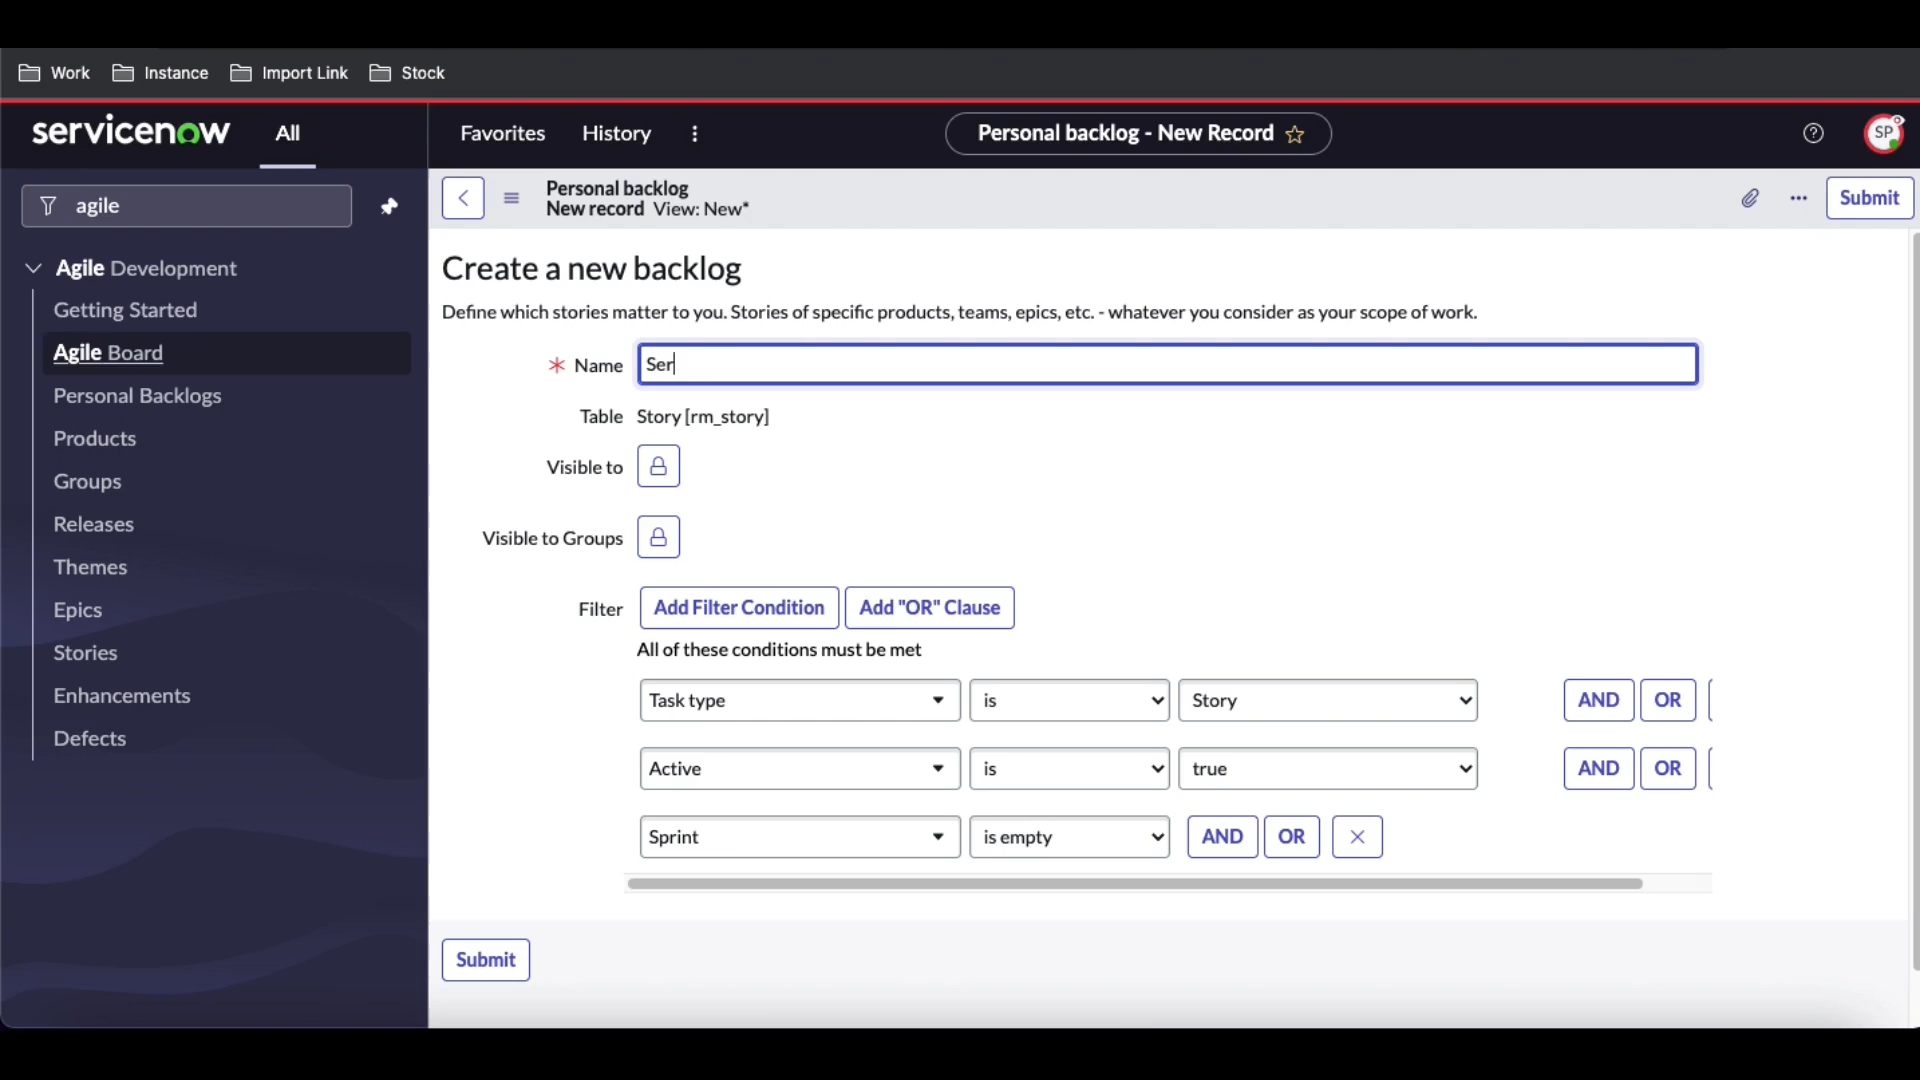 Work Instance Import Link Stock
servicenow All Favorites History Personal backlog - New Record SP
agile
Personal backlog
New record View: New*
Submit
Agile Development
Getting Started
Agile Board
Personal Backlogs
Products
Groups
Releases
Themes
Epics
Stories
Enhancements
Defects
Create a new backlog
Define which stories matter to you. Stories of specific products, teams, epics, etc. - whatever you consider as your scope of work.
Name Ser
Table Story [rm_story]
Visible to
Visible to Groups
Filter Add Filter Condition Add "OR" Clause
All of these conditions must be met
Task type is Story AND OR
Active is true AND OR
Sprint is empty AND OR
Submit